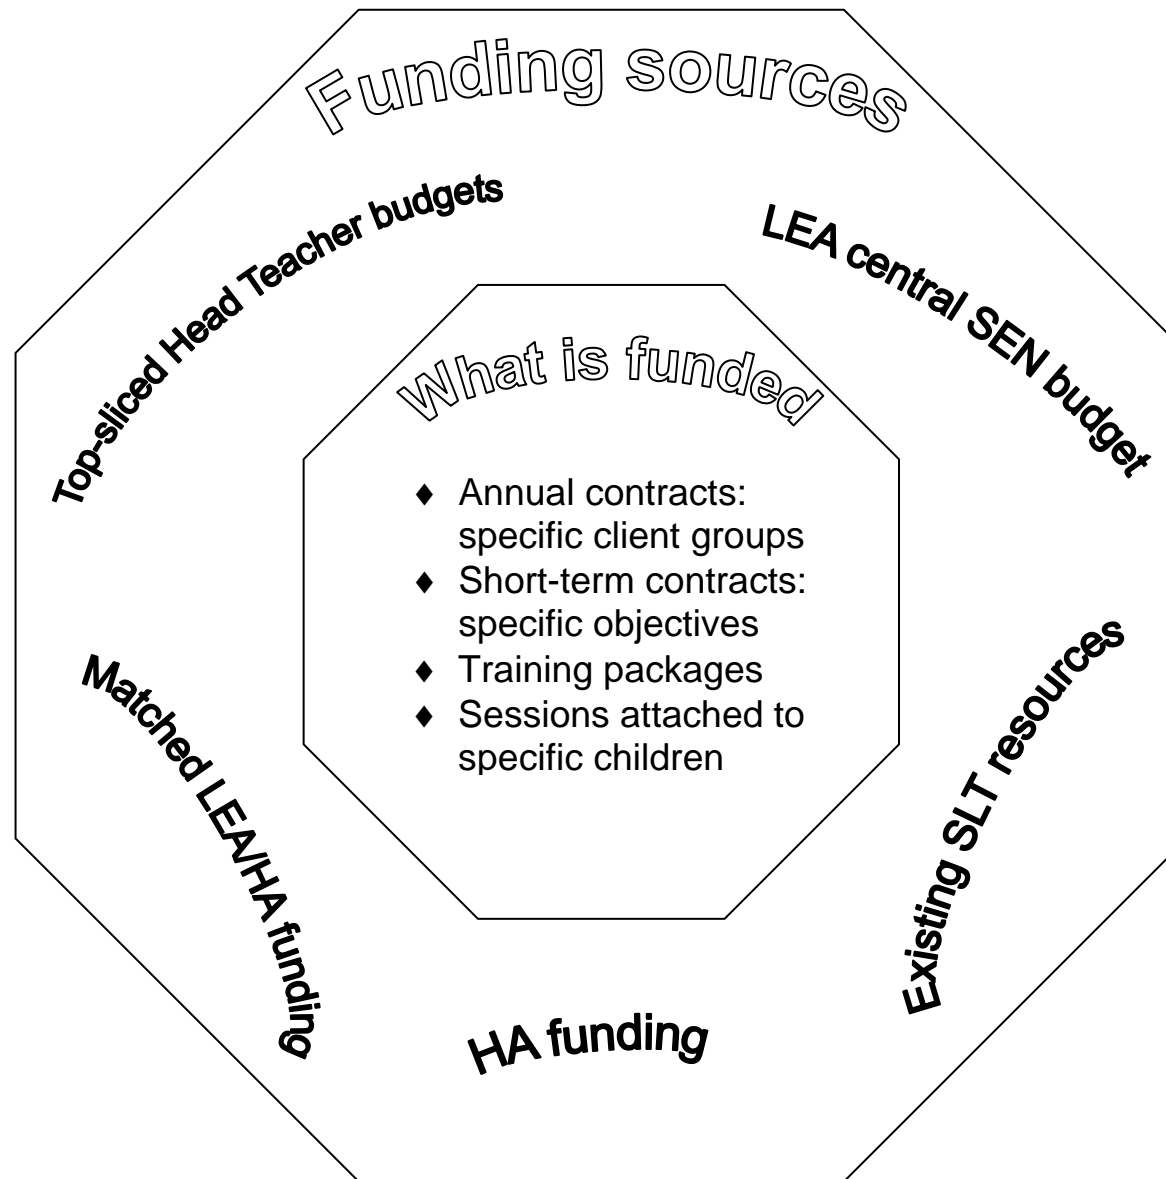 Funding sources
Top-sliced Head Teacher budgets
LEA central SEN budget
What is funded
♦ Annual contracts:
specific client groups
♦ Short-term contracts:
specific objectives
♦ Training packages
♦ Sessions attached to
specific children
Matched LEA/HA funding
Existing SLT resources
HA funding